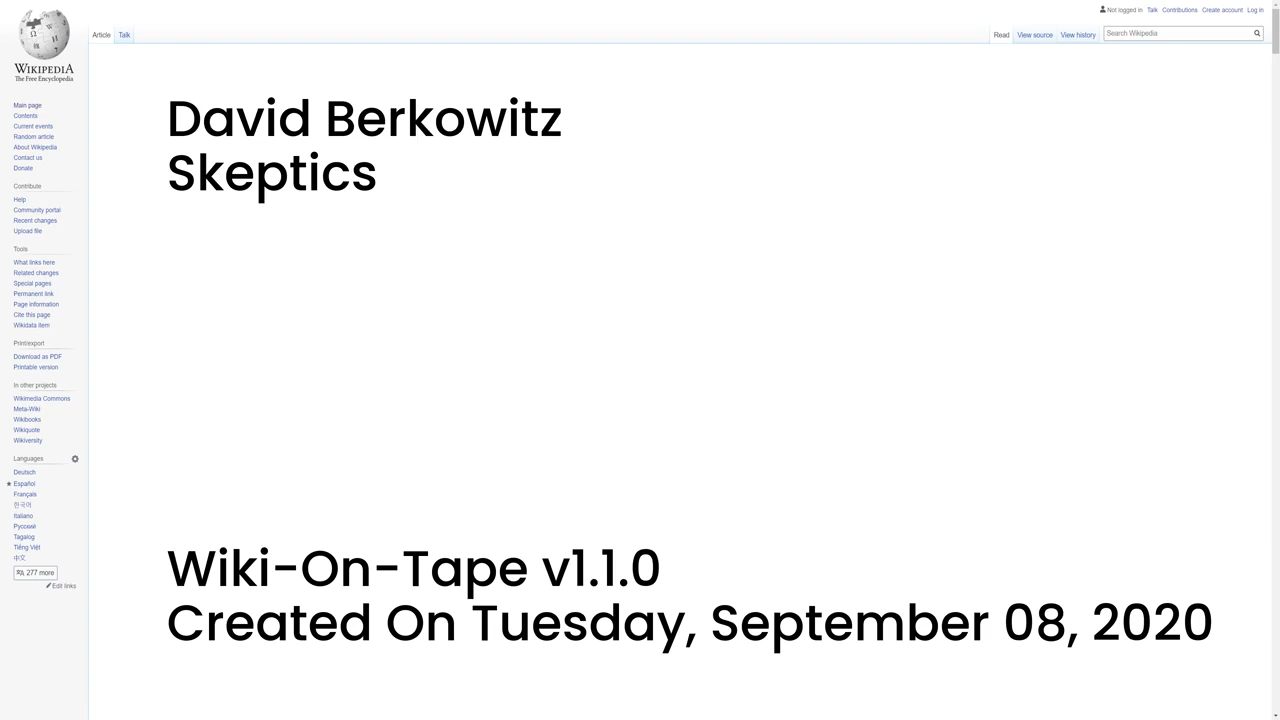 Not logged in Talk Contributions Create account Log in
Article Talk Read View source View history Search Wikipedia
WIKIPEDIA
The Free Encyclopedia
Main page
Contents
Current events
Random article
About Wikipedia
Contact us
Donate
Contribute
Help
Community portal
Recent changes
Upload file
Tools
What links here
Related changes
Special pages
Permanent link
Page information
Cite this page
Wikidata item
Print/export
Download as PDF
Printable version
In other projects
Wikimedia Commons
Meta-Wiki
Wikibooks
Wikiquote
Wikiversity
Languages
Deutsch
Español
Français
한국어
Italiano
Русский
Tagalog
Tiếng Việt
中文
277 more
Edit links
David Berkowitz
Skeptics
Wiki-On-Tape v1.1.0
Created On Tuesday, September 08, 2020